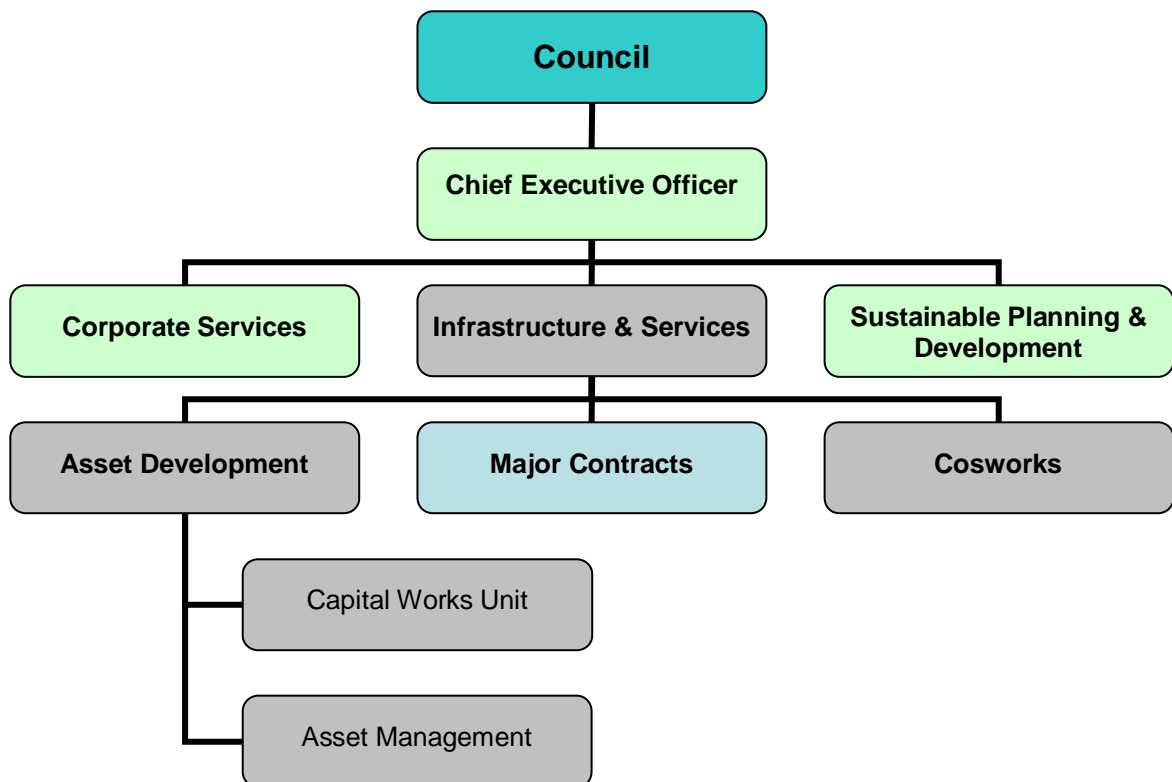 Council
Chief Executive Officer
Corporate Services
Infrastructure & Services
Sustainable Planning &
Development
Asset Development
Major Contracts
Cosworks
Capital Works Unit
Asset Management